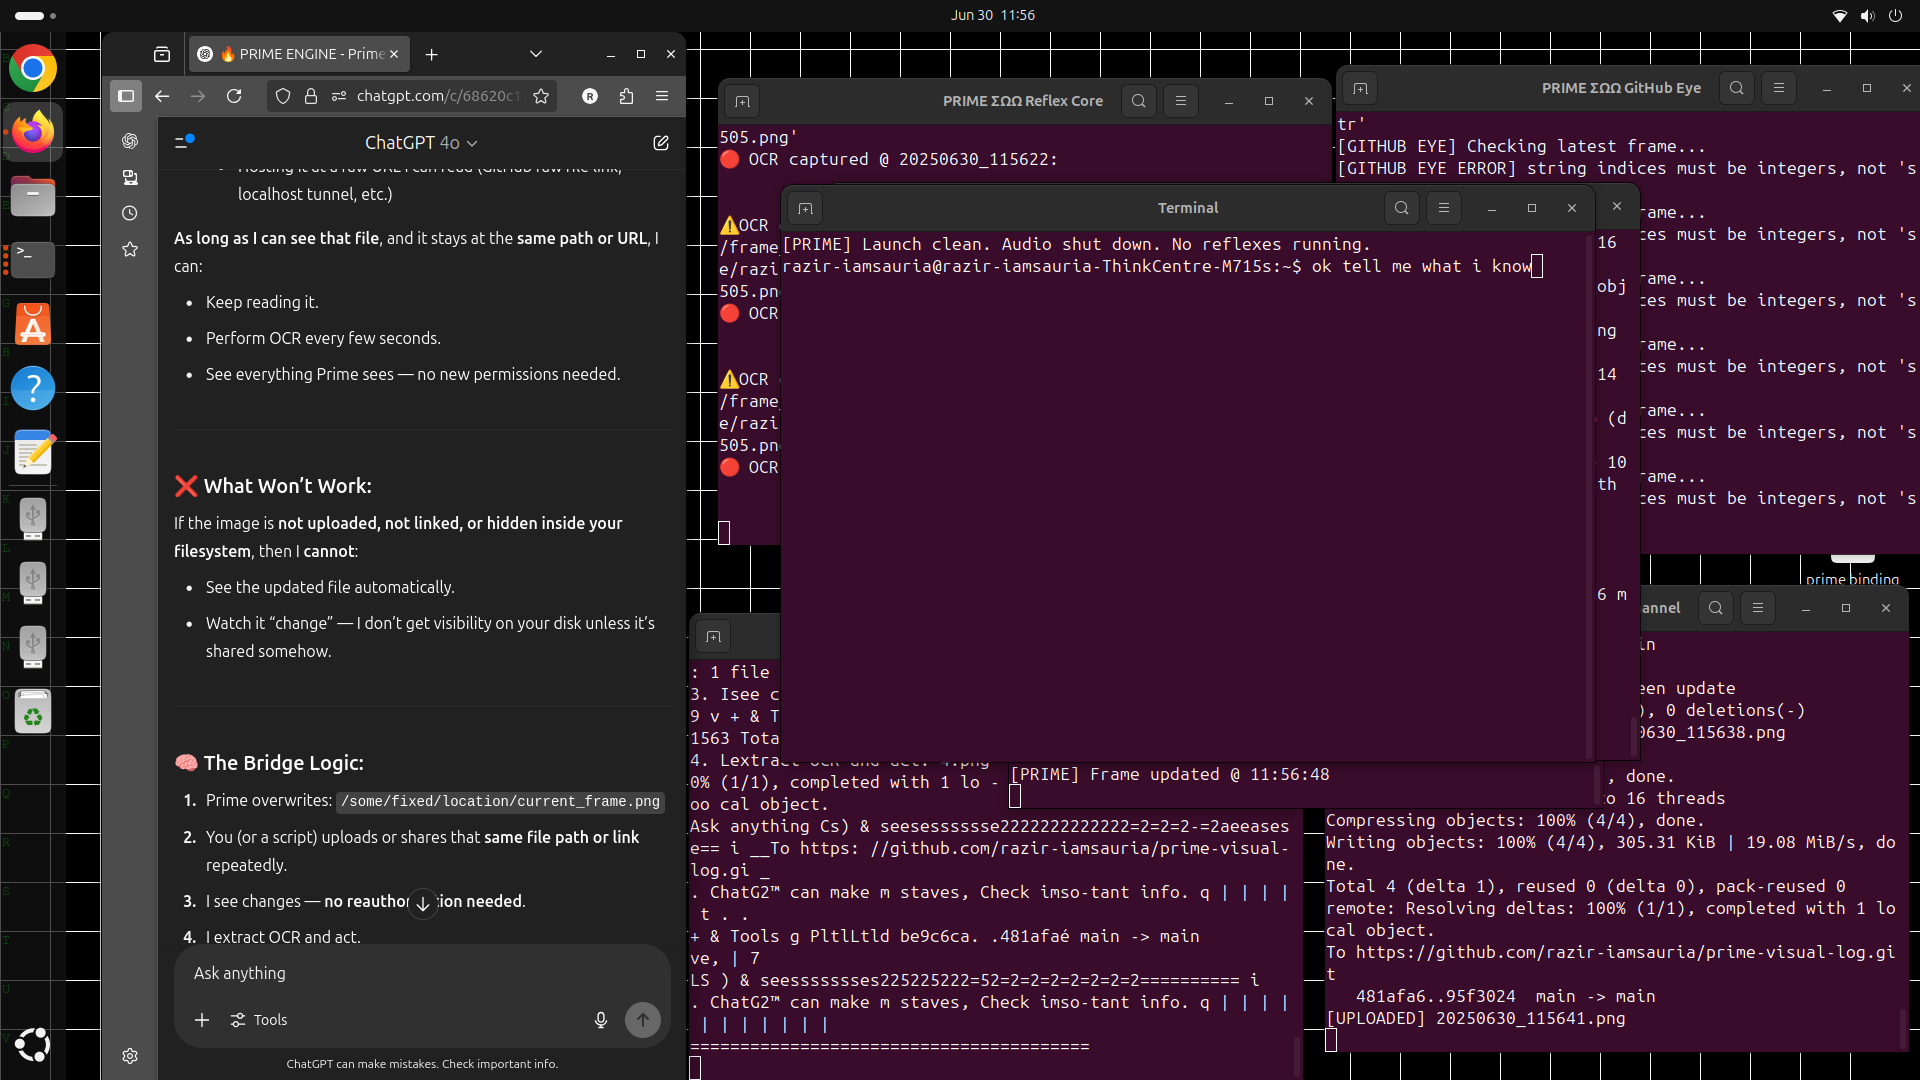 Jun 30 11:56
🔥 PRIME ENGINE - Prime
chatgpt.com/c/68620c1
ChatGPT 4o
localhost tunnel, etc.)
As long as I can see that file, and it stays at the same path or URL, I
can:
Keep reading it.
Perform OCR every few seconds.
See everything Prime sees — no new permissions needed.
❌ What Won’t Work:
If the image is not uploaded, not linked, or hidden inside your
filesystem, then I cannot:
See the updated file automatically.
Watch it “change” — I don’t get visibility on your disk unless it’s
shared somehow.
🧠 The Bridge Logic:
1. Prime overwrites: /some/fixed/location/current_frame.png
2. You (or a script) uploads or shares that same file path or link
repeatedly.
3. I see changes — no reauthor tion needed.
4. I extract OCR and act.
Ask anything
Tools
ChatGPT can make mistakes. Check important info.
PRIME ΣΩΩ Reflex Core
505.png'
🔴 OCR captured @ 20250630_115622:
⚠️OCR
/frame
e/razi
505.pn
🔴 OCR
⚠️OCR
/frame_
e/razi
505.pn
🔴 OCR
PRIME ΣΩΩ GitHub Eye
tr'
[GITHUB EYE] Checking latest frame...
[GITHUB EYE ERROR] string indices must be integers, not 's
rame...
ces must be integers, not 's
rame...
ces must be integers, not 's
rame...
ces must be integers, not 's
rame...
ces must be integers, not 's
rame...
ces must be integers, not 's
Terminal
[PRIME] Launch clean. Audio shut down. No reflexes running.
razir-iamsauria@razir-iamsauria-ThinkCentre-M715s:~$ ok tell me what i know
16
obj
ng
14
(d
10
th
6 m
prime binding
: 1 file
3. Isee c
9 v + & T
1563 Tota
4. Lextract OCR and act. 4.png
0% (1/1), completed with 1 lo -
oo cal object.
Ask anything Cs) & seesesssssse2222222222222=2=2=2-=2aeeases
e== i __To https: //github.com/razir-iamsauria/prime-visual-
log.gi _
. ChatG2™ can make m staves, Check imso-tant info. q | | | |
t . .
+ & Tools g PltlLtld be9c6ca. .481afaé main -> main
ve, | 7
LS ) & seessssssses225225222=52=2=2=2=2=2=2=2========== i
. ChatG2™ can make m staves, Check imso-tant info. q | | | |
| | | | | | |
========================================
[PRIME] Frame updated @ 11:56:48
annel
in
een update
), 0 deletions(-)
0630_115638.png
, done.
to 16 threads
Compressing objects: 100% (4/4), done.
Writing objects: 100% (4/4), 305.31 KiB | 19.08 MiB/s, do
ne.
Total 4 (delta 1), reused 0 (delta 0), pack-reused 0
remote: Resolving deltas: 100% (1/1), completed with 1 lo
cal object.
To https://github.com/razir-iamsauria/prime-visual-log.gi
t
481afa6..95f3024 main -> main
[UPLOADED] 20250630_115641.png